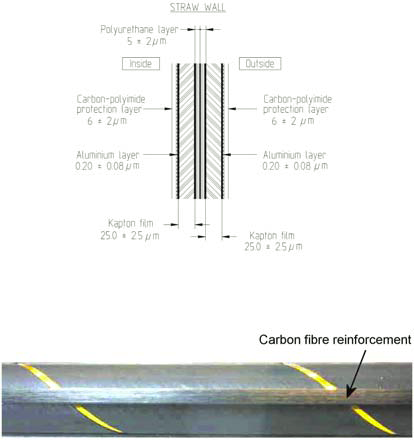 STRAW WALL
Polyurethane layer
5 ± 2μm
Inside
Outside
Carbon-polyimide
protection layer
6 ± 2μm
Carbon-polyimide
protection layer
6 ± 2μm
Aluminium layer
0.20 ± 0.08μm
Aluminium layer
0.20 ± 0.08μm
Kapton film
25.0 ± 2.5μm
Kapton film
25.0 ± 2.5μm
Carbon fibre reinforcement